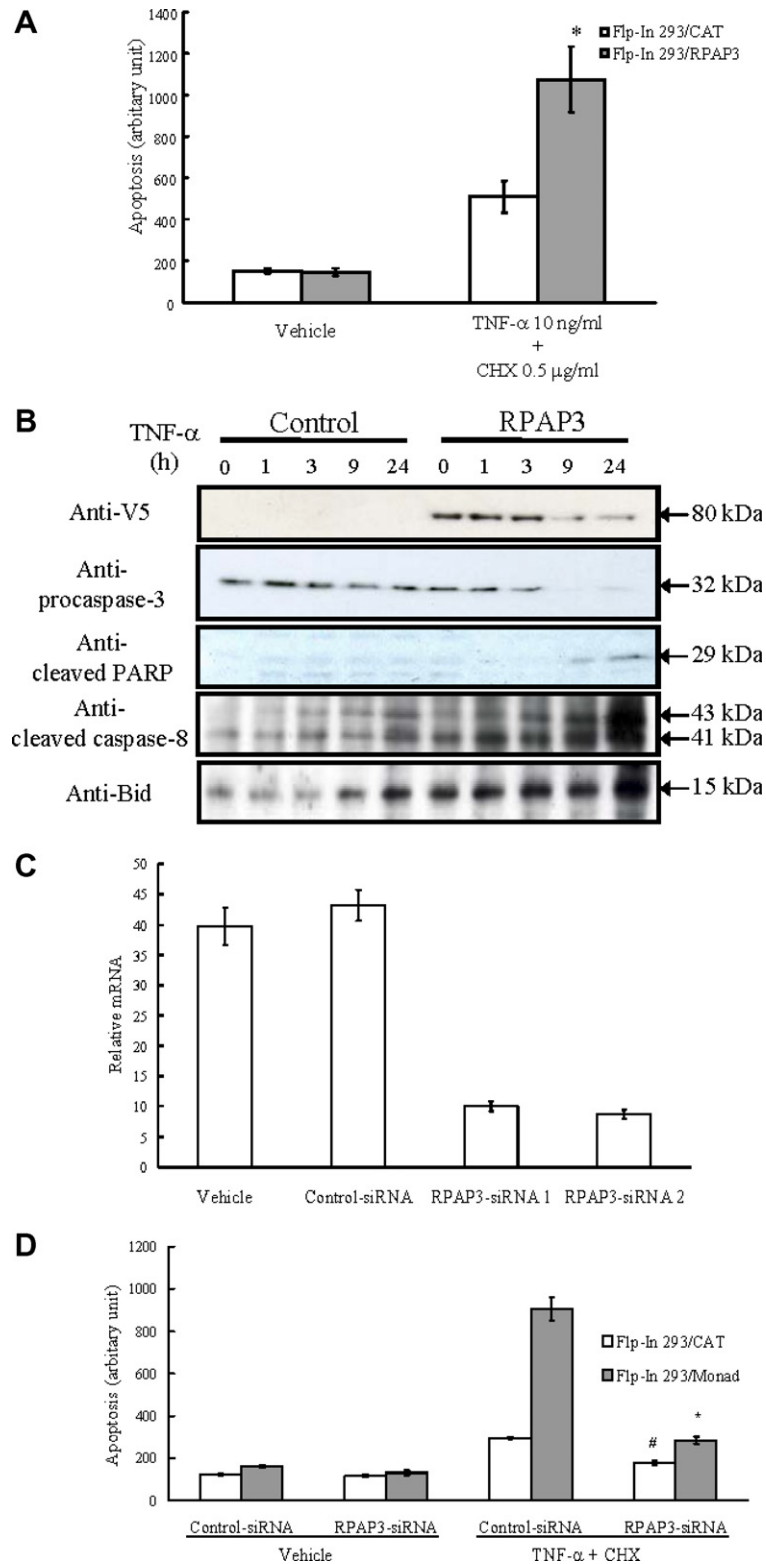 A
Flp-In 293/CAT
Flp-In 293/RPAP3
*
Apoptosis (arbitary unit)
1400
1200
1000
800
600
400
200
0
Vehicle
TNF-α 10 ng/ml
+
CHX 0.5 μg/ml
B
TNF-α
(h)
Control
RPAP3
0 1 3 9 24 0 1 3 9 24
Anti-V5
80 kDa
Anti-
procaspase-3
32 kDa
Anti-
cleaved PARP
29 kDa
Anti-
cleaved caspase-8
43 kDa
41 kDa
Anti-Bid
15 kDa
C
Relative mRNA
50
45
40
35
30
25
20
15
10
5
0
Vehicle Control-siRNA RPAP3-siRNA 1 RPAP3-siRNA 2
D
Apoptosis (arbitary unit)
1200
1000
800
600
400
200
0
Flp-In 293/CAT
Flp-In 293/Monad
# *
Control-siRNA RPAP3-siRNA Control-siRNA RPAP3-siRNA
Vehicle TNF-α + CHX